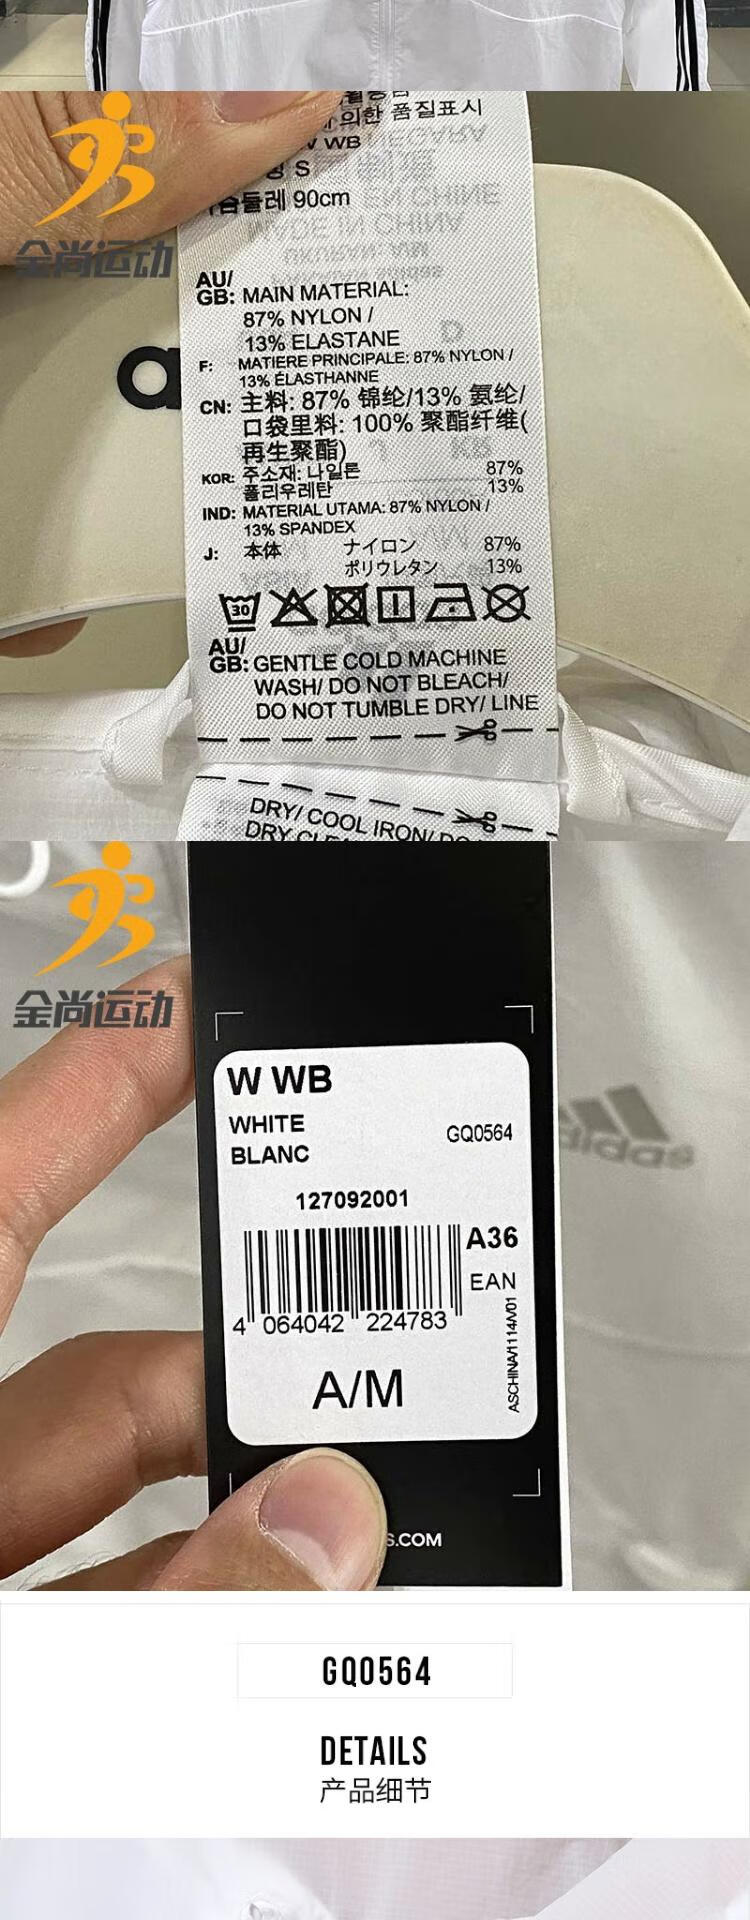 의한 품질표시
W WB
S
슴둘레 90cm
金尚运动
AU/
GB: MAIN MATERIAL:
87% NYLON /
13% ELASTANE
F: MATIERE PRINCIPALE: 87% NYLON /
13% ÉLASTHANNE
CN: 主料: 87% 锦纶/13% 氨纶/
口袋里料: 100% 聚酯纤维(
再生聚酯)
KOR: 주소재: 나일론 87%
폴리우레탄 13%
IND: MATERIAL UTAMA: 87% NYLON /
13% SPANDEX
J: 本体 ナイロン 87%
ポリウレタン 13%
30
AU/
GB: GENTLE COLD MACHINE
WASH/ DO NOT BLEACH/
DO NOT TUMBLE DRY/ LINE
DRY/ COOL IRON/
金尚运动
W WB
WHITE
BLANC
GQ0564
127092001
A36
EAN
4 064042 224783
ASCHINA/1114/V01
A/M
adidas
S.COM
GQ0564
DETAILS
产品细节